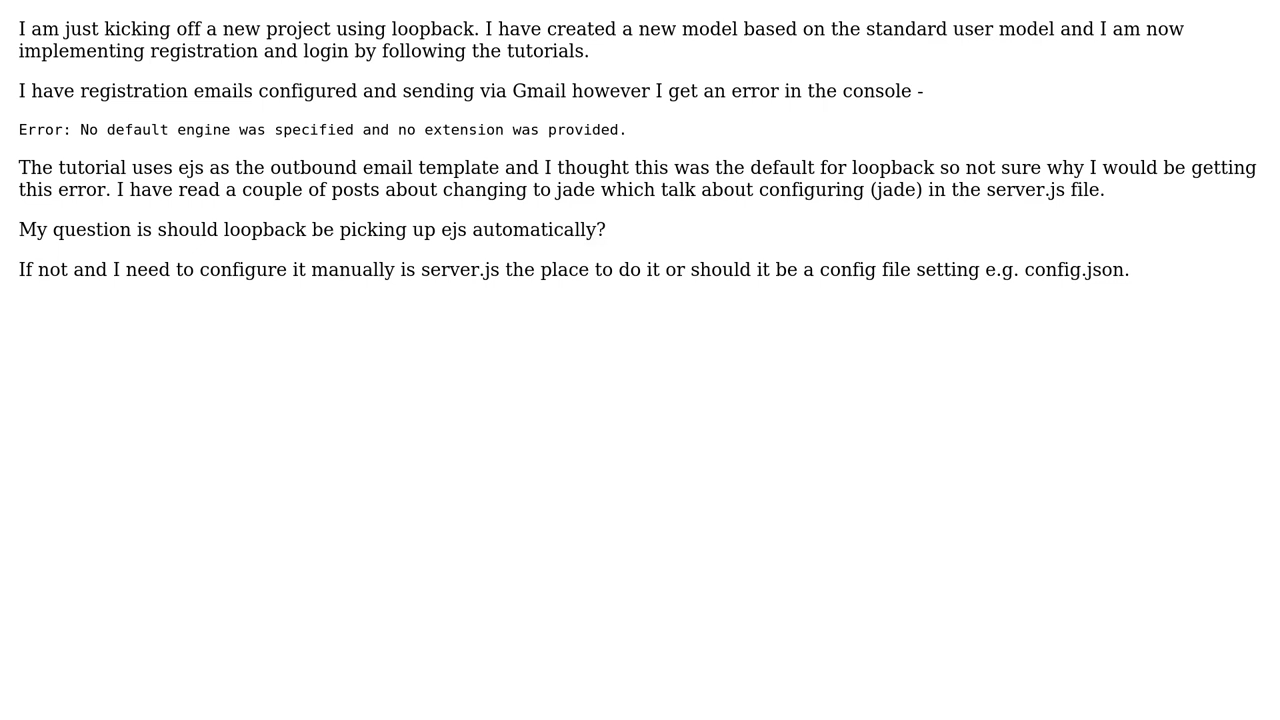 I am just kicking off a new project using loopback. I have created a new model based on the standard user model and I am now
implementing registration and login by following the tutorials.
I have registration emails configured and sending via Gmail however I get an error in the console -
Error: No default engine was specified and no extension was provided.
The tutorial uses ejs as the outbound email template and I thought this was the default for loopback so not sure why I would be getting
this error. I have read a couple of posts about changing to jade which talk about configuring (jade) in the server.js file.
My question is should loopback be picking up ejs automatically?
If not and I need to configure it manually is server.js the place to do it or should it be a config file setting e.g. config.json.